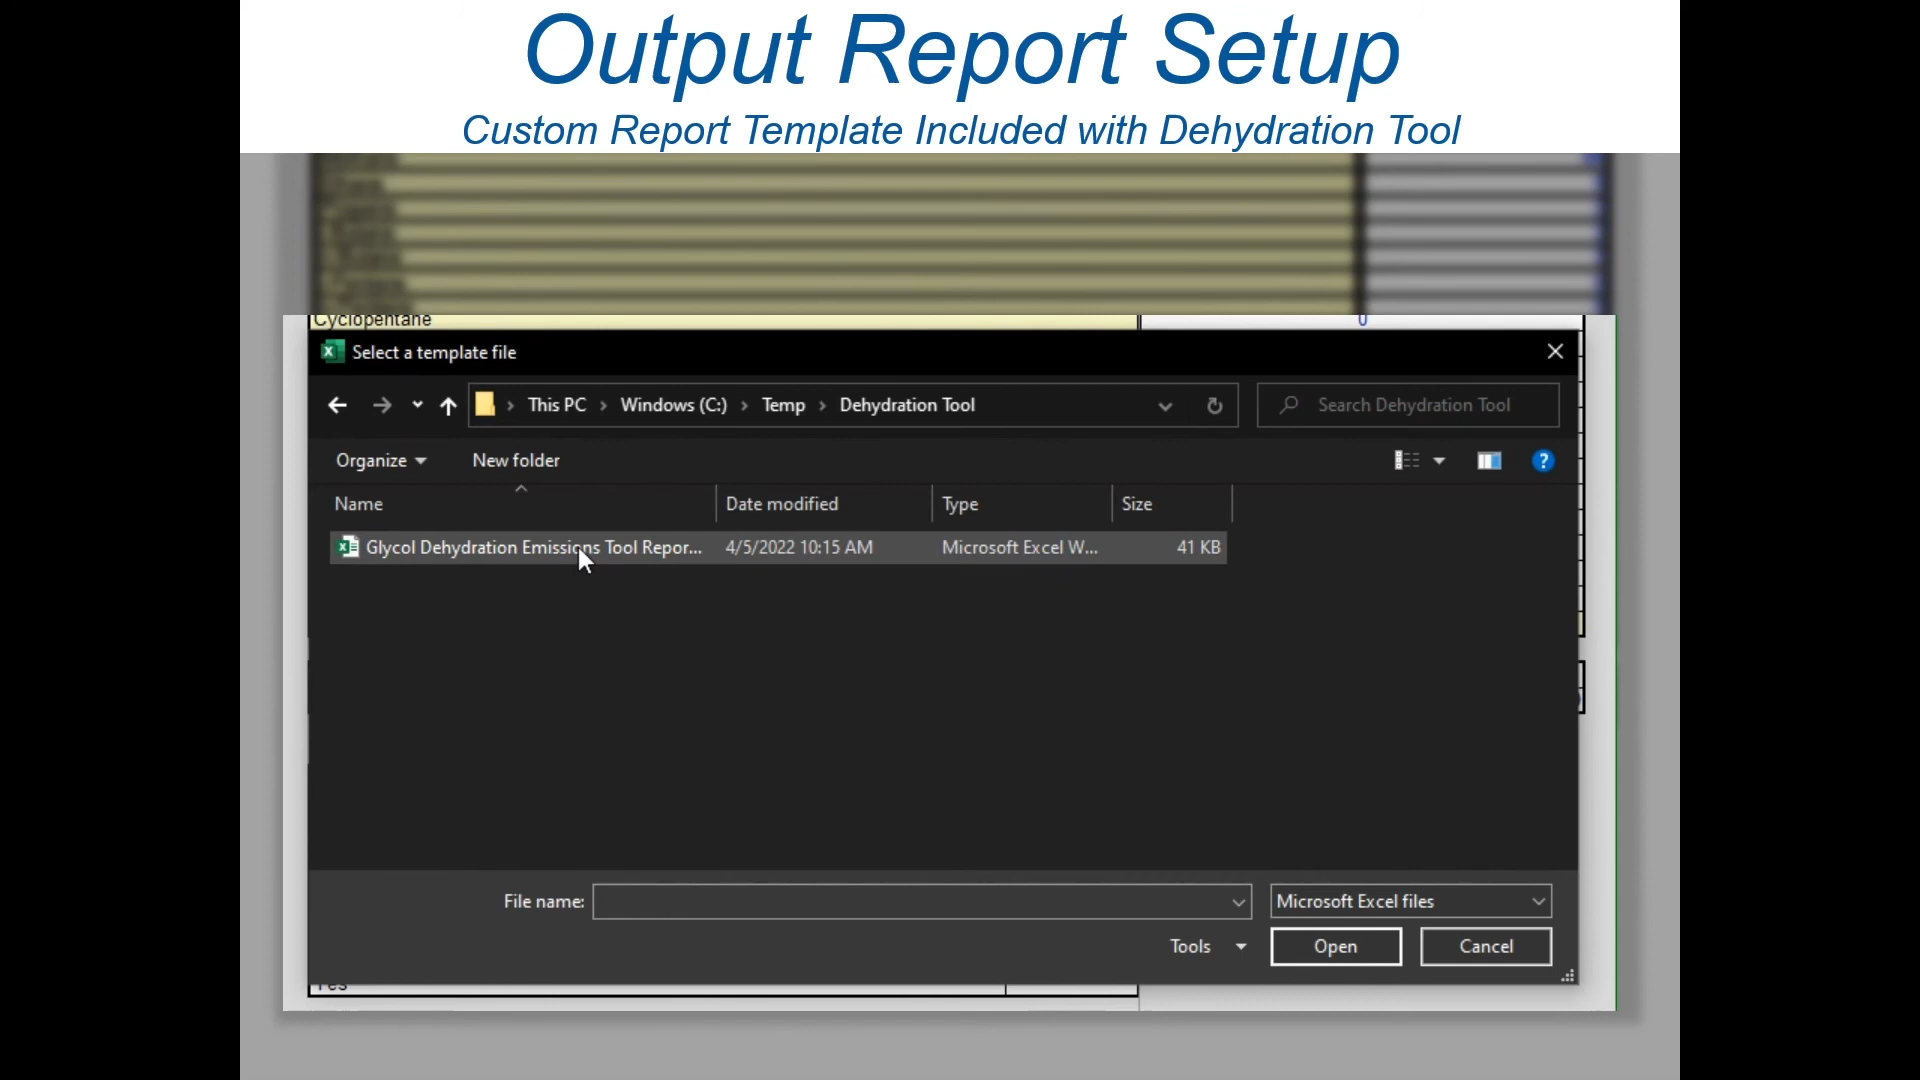 Output Report Setup
Custom Report Template Included with Dehydration Tool
Cyclopentane 0
Select a template file
This PC > Windows (C:) > Temp > Dehydration Tool
Search Dehydration Tool
Organize New folder
Name Date modified Type Size
Glycol Dehydration Emissions Tool Repor... 4/5/2022 10:15 AM Microsoft Excel W... 41 KB
File name: Microsoft Excel files
Tools Open Cancel
Yes